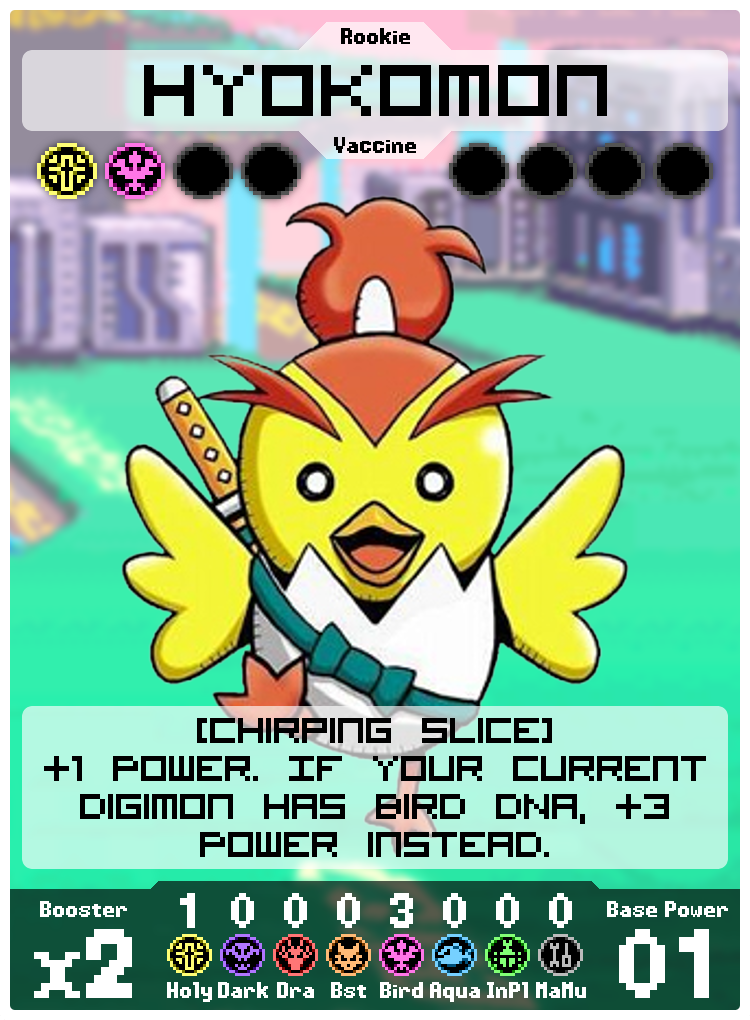 Rookie
HYOKOMON
Vaccine
[CHIRPING SLICE]
+1 POWER. IF YOUR CURRENT
DIGIMON HAS BIRD DNA, +3
POWER INSTEAD.
Booster
x2
1 0 0 0 3 0 0 0
Holy Dark Dra Bst Bird Aqua InPl MaMu
Base Power
01